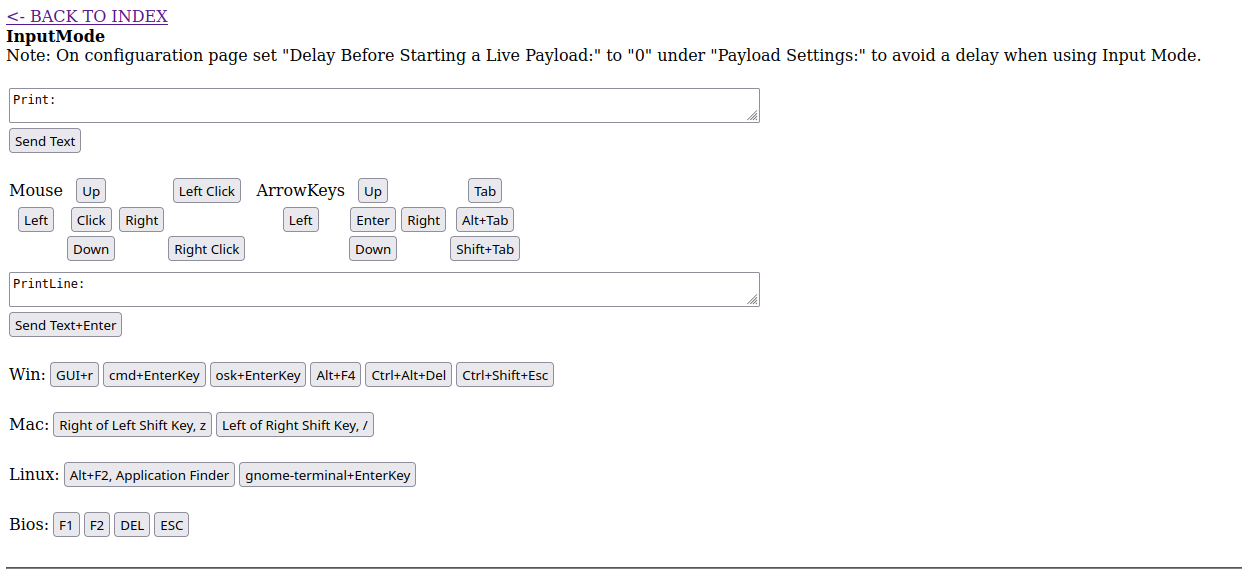 <- BACK TO INDEX
InputMode
Note: On configuaration page set "Delay Before Starting a Live Payload:" to "0" under "Payload Settings:" to avoid a delay when using Input Mode.
Print:
Send Text
Mouse Up Left Click ArrowKeys Up Tab
Left Click Right Left Enter Right Alt+Tab
Down Right Click Down Shift+Tab
PrintLine:
Send Text+Enter
Win: GUI+r cmd+EnterKey osk+EnterKey Alt+F4 Ctrl+Alt+Del Ctrl+Shift+Esc
Mac: Right of Left Shift Key, z Left of Right Shift Key, /
Linux: Alt+F2, Application Finder gnome-terminal+EnterKey
Bios: F1 F2 DEL ESC